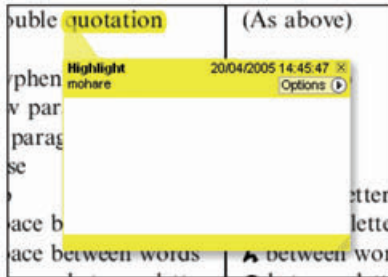 ouble quotation (As above)
Highlight 20/04/2005 14:45:47
mohare Options
yphen
w par
parag
se
etter
ace b lette
ace between words between wor